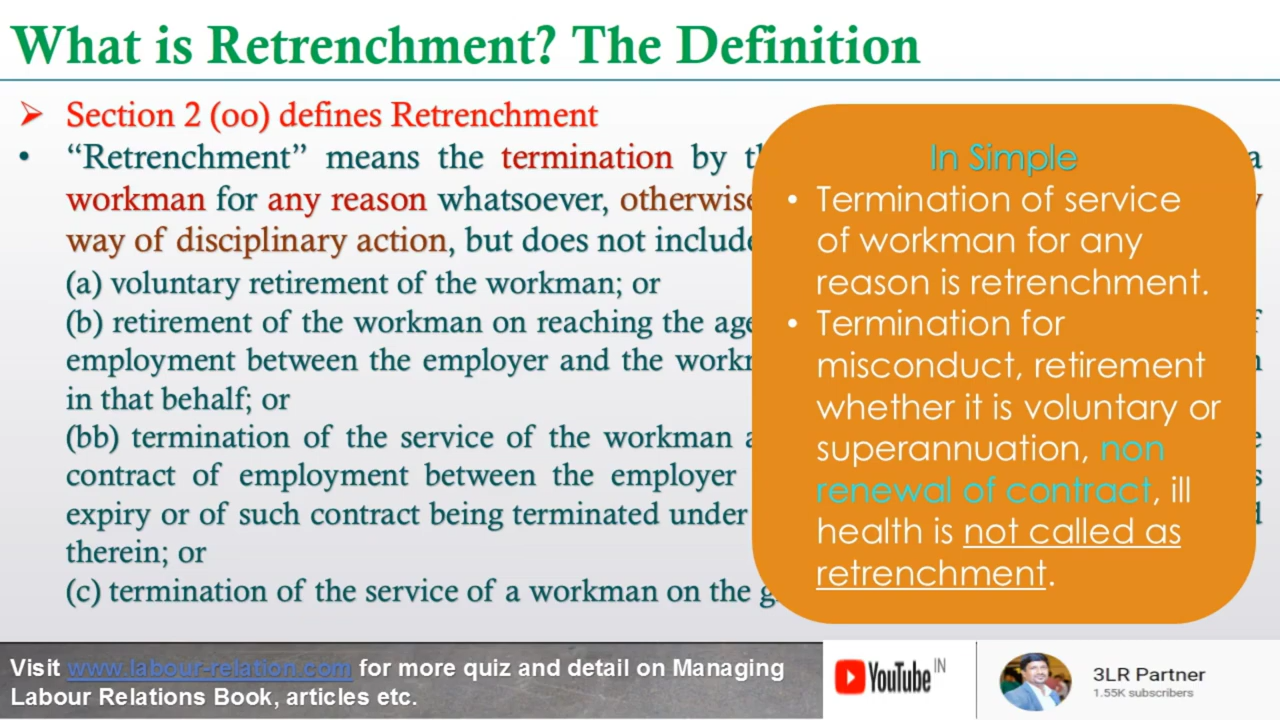 What is Retrenchment? The Definition
Section 2 (oo) defines Retrenchment
“Retrenchment” means the termination by a
workman for any reason whatsoever,
way of disciplinary action, but does not
(a) voluntary retirement of the workman; or
(b) retirement of the workman on reaching the
employment between the employer and the
in that behalf; or
(bb) termination of the service of the workman
contract of employment between the employer
expiry or of such contract being terminated under
therein; or
(c) termination of the service of a workman on the
In Simple
• Termination of service
of workman for any
reason is retrenchment.
• Termination for
misconduct, retirement
whether it is voluntary or
superannuation, non
renewal of contract, ill
health is not called as
retrenchment.
Visit www.labour-relation.com for more quiz and detail on Managing
Labour Relations Book, articles etc.
YouTube IN
3LR Partner
1.55K subscribers